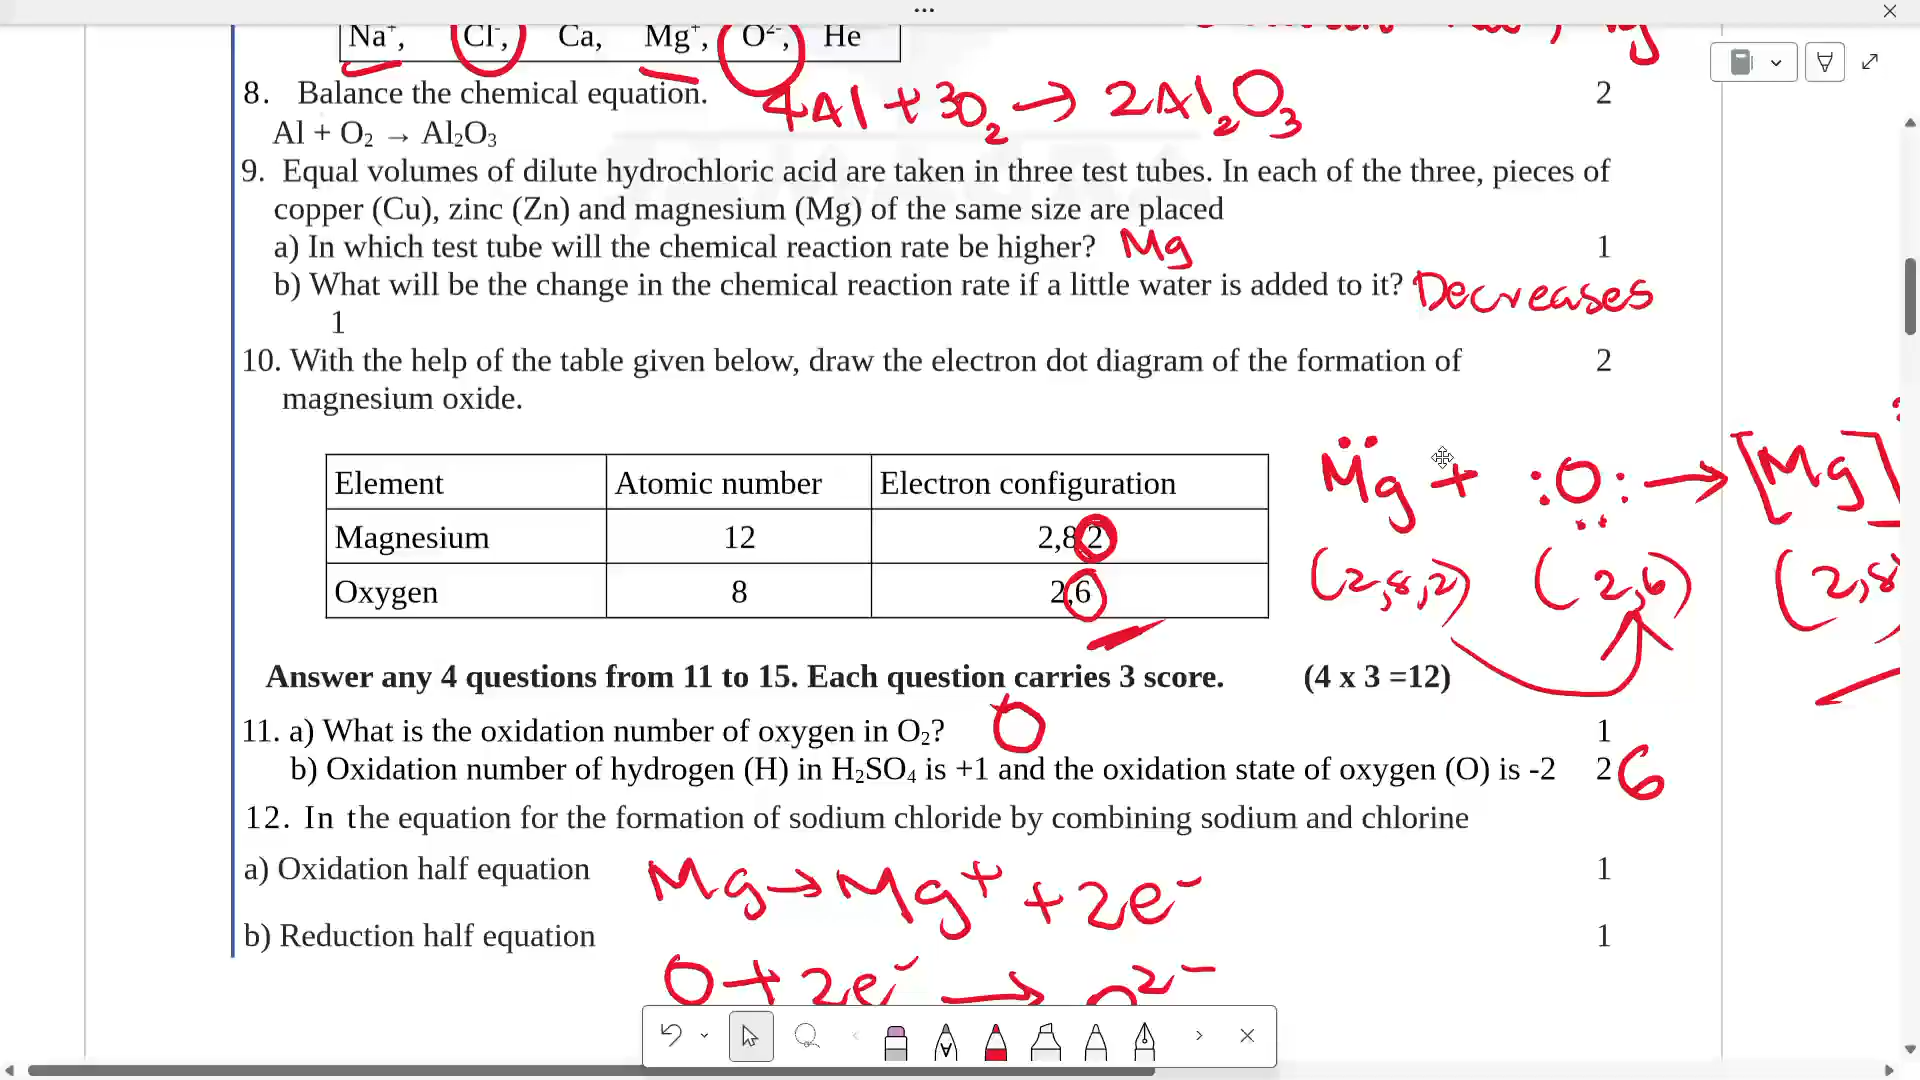 Na⁺, Cl⁻, Ca, Mg⁺, O²⁻, He
8. Balance the chemical equation. 2
4Al + 3O₂ → 2Al₂O₃
Al + O₂ → Al₂O₃
9. Equal volumes of dilute hydrochloric acid are taken in three test tubes. In each of the three, pieces of
copper (Cu), zinc (Zn) and magnesium (Mg) of the same size are placed
a) In which test tube will the chemical reaction rate be higher? Mg 1
b) What will be the change in the chemical reaction rate if a little water is added to it? Decreases
1
10. With the help of the table given below, draw the electron dot diagram of the formation of 2
magnesium oxide.
Element Atomic number Electron configuration
Magnesium 12 2,8,2
Oxygen 8 2,6
Mg + :O: → [Mg]
(2,8,2) (2,6) (2,8
Answer any 4 questions from 11 to 15. Each question carries 3 score. (4 x 3 =12)
11. a) What is the oxidation number of oxygen in O₂? 0 1
b) Oxidation number of hydrogen (H) in H₂SO₄ is +1 and the oxidation state of oxygen (O) is -2 2 6
12. In the equation for the formation of sodium chloride by combining sodium and chlorine
a) Oxidation half equation Mg → Mg⁺ + 2e⁻ 1
b) Reduction half equation 1
O + 2e⁻ → O²⁻